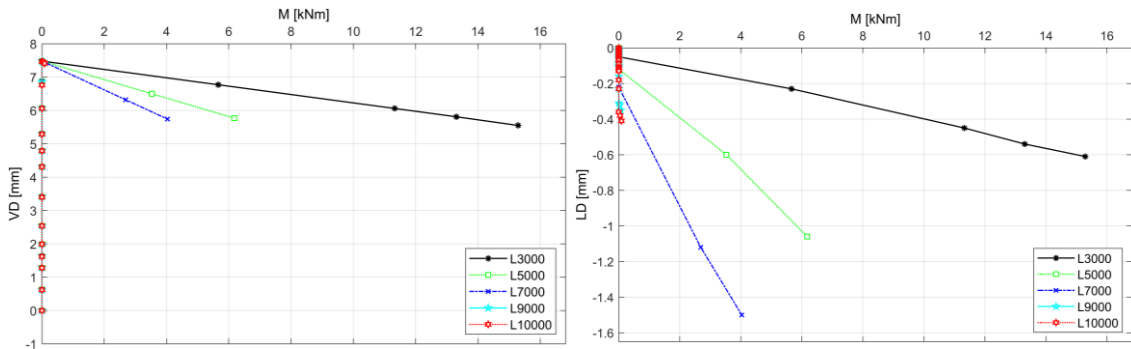 M [kNm]
0 2 4 6 8 10 12 14 16
8
7
6
5
4
3
2
1
0
-1
VD [mm]
L3000
L5000
L7000
L9000
L10000
M [kNm]
0 2 4 6 8 10 12 14 16
0
-0.2
-0.4
-0.6
-0.8
-1
-1.2
-1.4
-1.6
LD [mm]
L3000
L5000
L7000
L9000
L10000